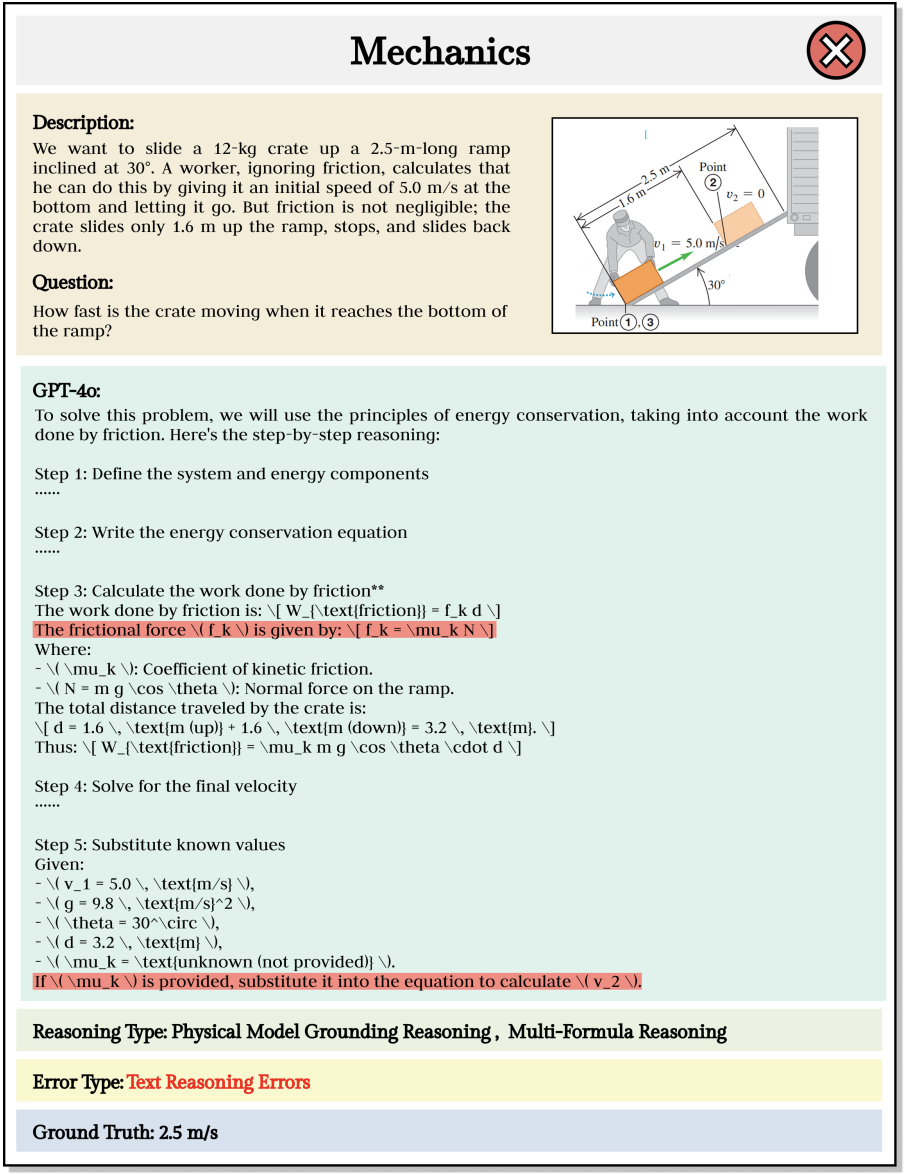 Mechanics
Description:
We want to slide a 12-kg crate up a 2.5-m-long ramp
inclined at 30°. A worker, ignoring friction, calculates that
he can do this by giving it an initial speed of 5.0 m/s at the
bottom and letting it go. But friction is not negligible; the
crate slides only 1.6 m up the ramp, stops, and slides back
down.
Question:
How fast is the crate moving when it reaches the bottom of
the ramp?
2.5 m
1.6 m
Point
2
v₂ = 0
v₁ = 5.0 m/s
30°
Point 1, 3
GPT-4o:
To solve this problem, we will use the principles of energy conservation, taking into account the work
done by friction. Here's the step-by-step reasoning:
Step 1: Define the system and energy components
......
Step 2: Write the energy conservation equation
......
Step 3: Calculate the work done by friction**
The work done by friction is: \[ W_{\text{friction}} = f_k d \]
The frictional force \( f_k \) is given by: \[ f_k = \mu_k N \]
Where:
- \( \mu_k \): Coefficient of kinetic friction.
- \( N = m g \cos \theta \): Normal force on the ramp.
The total distance traveled by the crate is:
\[ d = 1.6 \, \text{m (up)} + 1.6 \, \text{m (down)} = 3.2 \, \text{m}. \]
Thus: \[ W_{\text{friction}} = \mu_k m g \cos \theta \cdot d \]
Step 4: Solve for the final velocity
......
Step 5: Substitute known values
Given:
- \( v_1 = 5.0 \, \text{m/s} \),
- \( g = 9.8 \, \text{m/s}^2 \),
- \( \theta = 30^\circ \),
- \( d = 3.2 \, \text{m} \),
- \( \mu_k = \text{unknown (not provided)} \).
If \( \mu_k \) is provided, substitute it into the equation to calculate \( v_2 \).
Reasoning Type: Physical Model Grounding Reasoning , Multi-Formula Reasoning
Error Type: Text Reasoning Errors
Ground Truth: 2.5 m/s